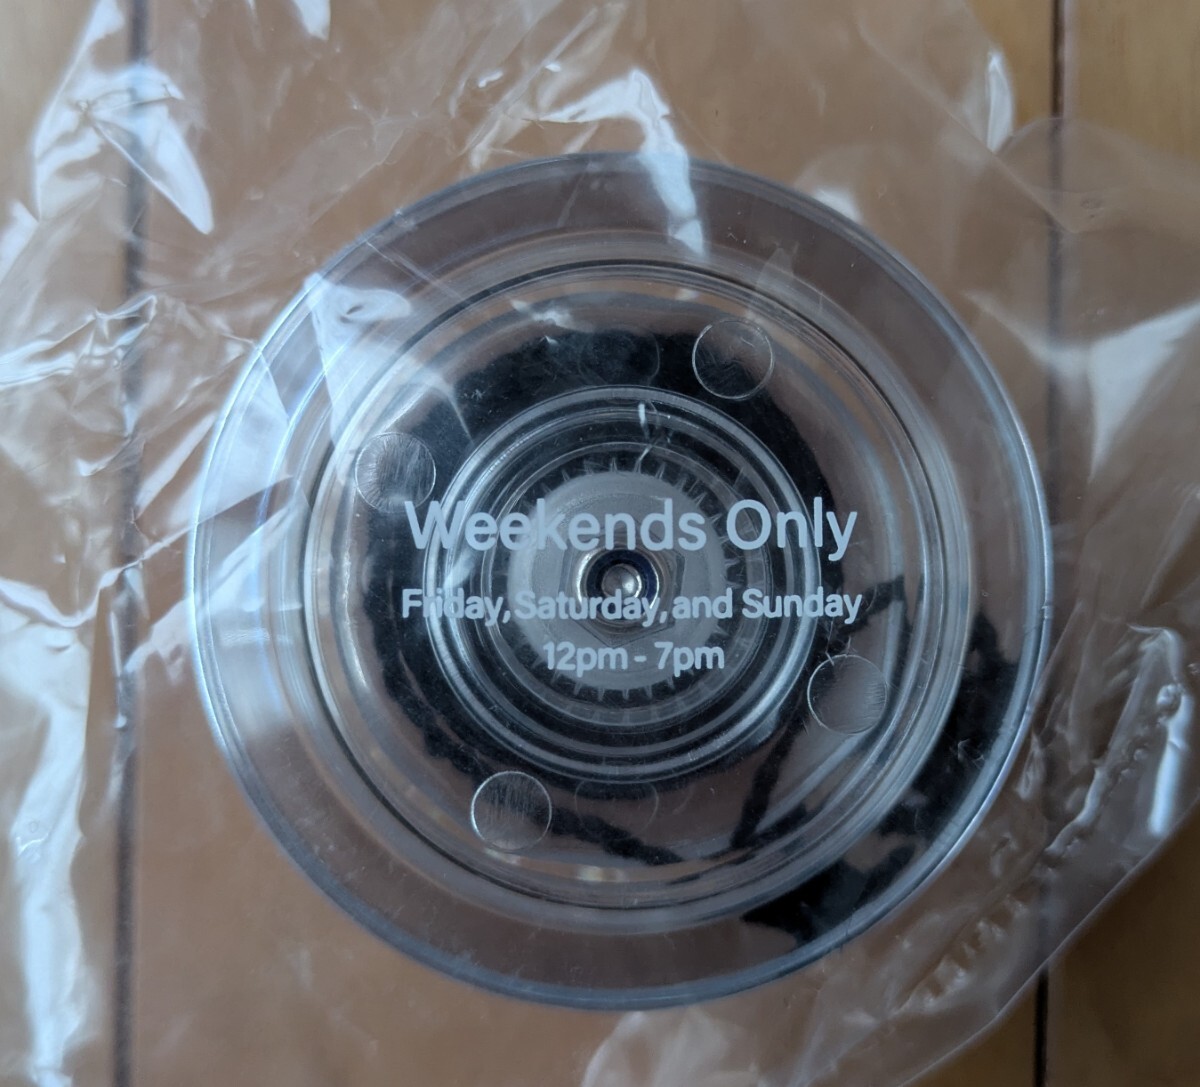 Weekends Only
Friday, Saturday, and Sunday
12pm - 7pm